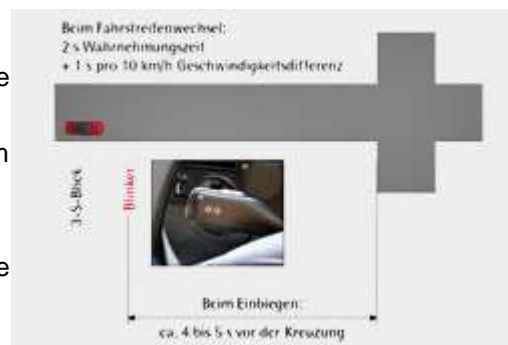 Beim Fahrstreifenwechsel:
2 s Wahrnehmungszeit
+ 1 s pro 10 km/h Geschwindigkeitsdifferenz
e
n
e
3-S-Blick
Blinker
Beim Einbiegen:
ca. 4 bis 5 s vor der Kreuzung